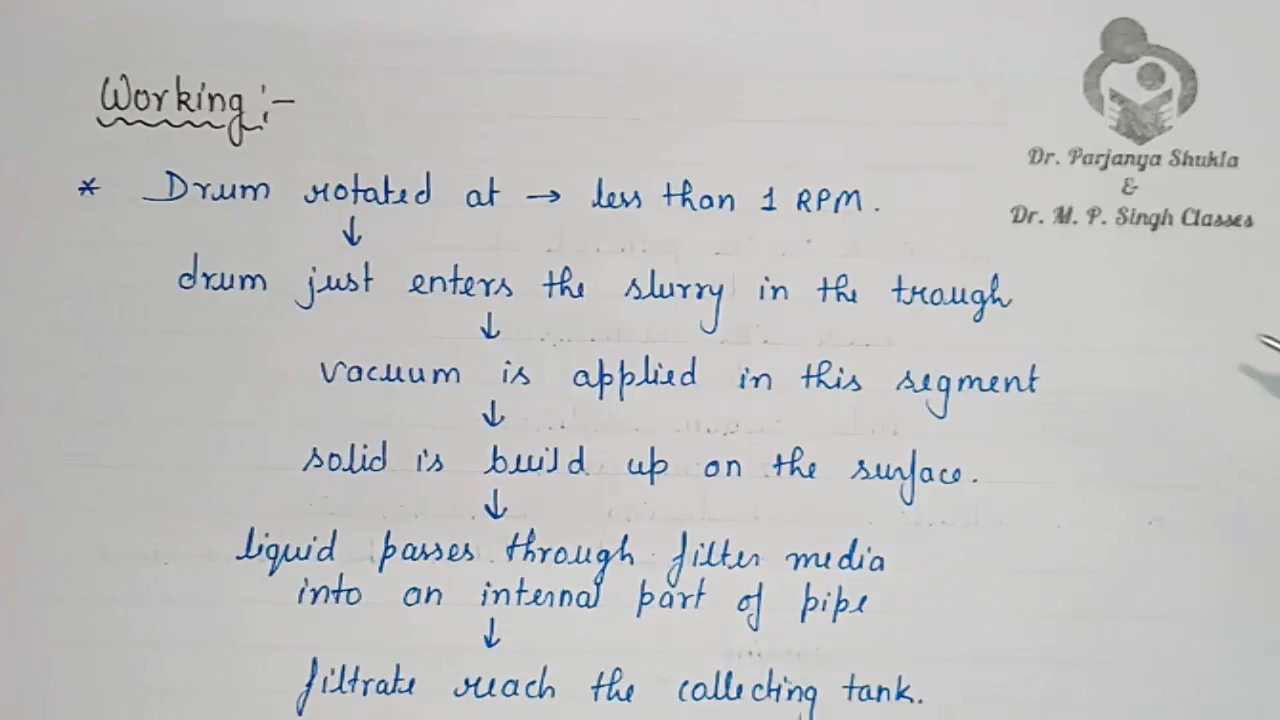 Working :-
Dr. Parjanya Shukla
&
Dr. M. P. Singh Classes
* Drum rotated at → less than 1 RPM.
↓
drum just enters the slurry in the trough
↓
vacuum is applied in this segment
↓
solid is build up on the surface.
↓
liquid passes through filter media
into an internal part of pipe
↓
filtrate reach the collecting tank.